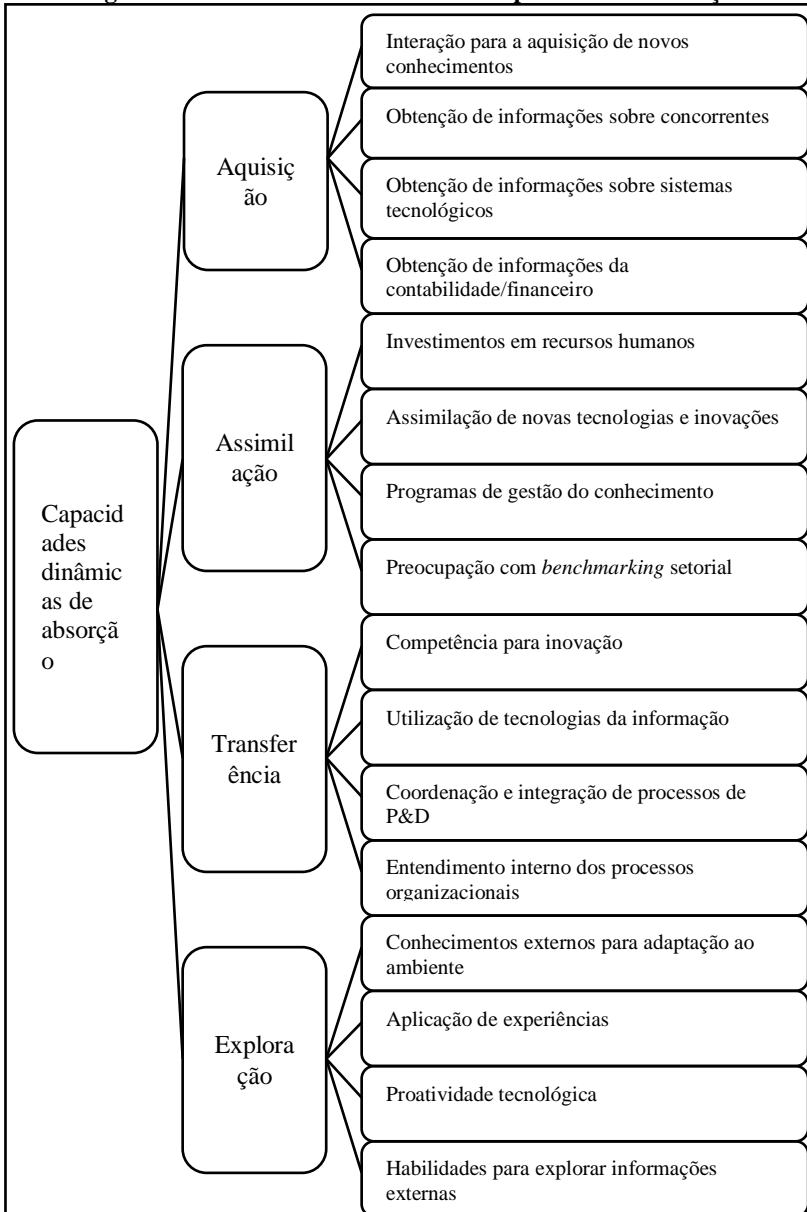 Interação para a aquisição de novos
conhecimentos
Obtenção de informações sobre concorrentes
Aquisiç
ão
Obtenção de informações sobre sistemas
tecnológicos
Obtenção de informações da
contabilidade/financeiro
Investimentos em recursos humanos
Assimilação de novas tecnologias e inovações
Assimil
ação
Programas de gestão do conhecimento
Preocupação com benchmarking setorial
Capacid
ades
dinâmic
as de
absorçã
o
Competência para inovação
Utilização de tecnologias da informação
Transfer
ência
Coordenação e integração de processos de
P&D
Entendimento interno dos processos
organizacionais
Conhecimentos externos para adaptação ao
ambiente
Aplicação de experiências
Explora
ção
Proatividade tecnológica
Habilidades para explorar informações
externas